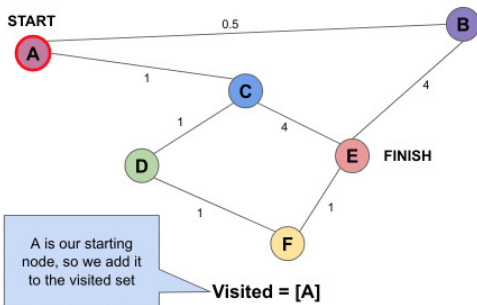 START
0.5
B
A
1
C
1
4
4
D
E
FINISH
1
1
F
A is our starting
node, so we add it
to the visited set
Visited = [A]